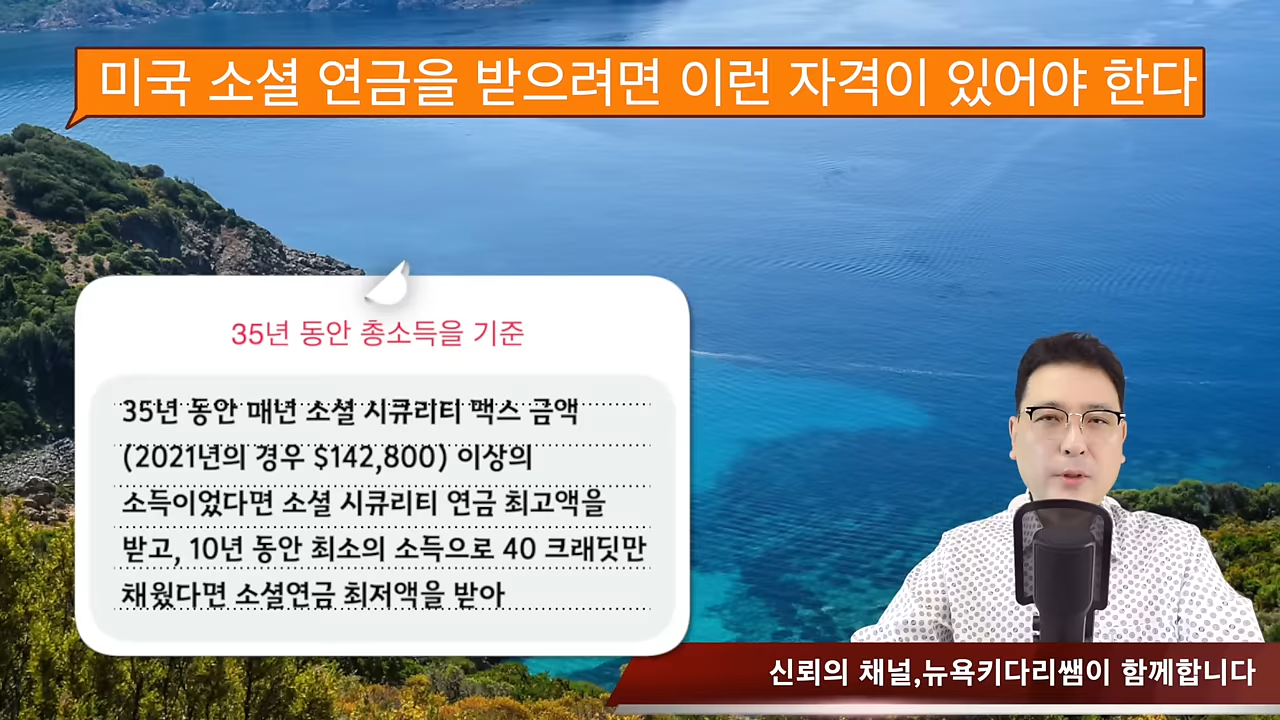 미국 소셜 연금을 받으려면 이런 자격이 있어야 한다
35년 동안 총소득을 기준
35년 동안 매년 소셜 시큐리티 맥스 금액
(2021년의 경우 $142,800) 이상의
소득이었다면 소셜 시큐리티 연금 최고액을
받고, 10년 동안 최소의 소득으로 40 크래딧만
채웠다면 소셜연금 최저액을 받아
신뢰의 채널,뉴욕키다리쌤이 함께합니다